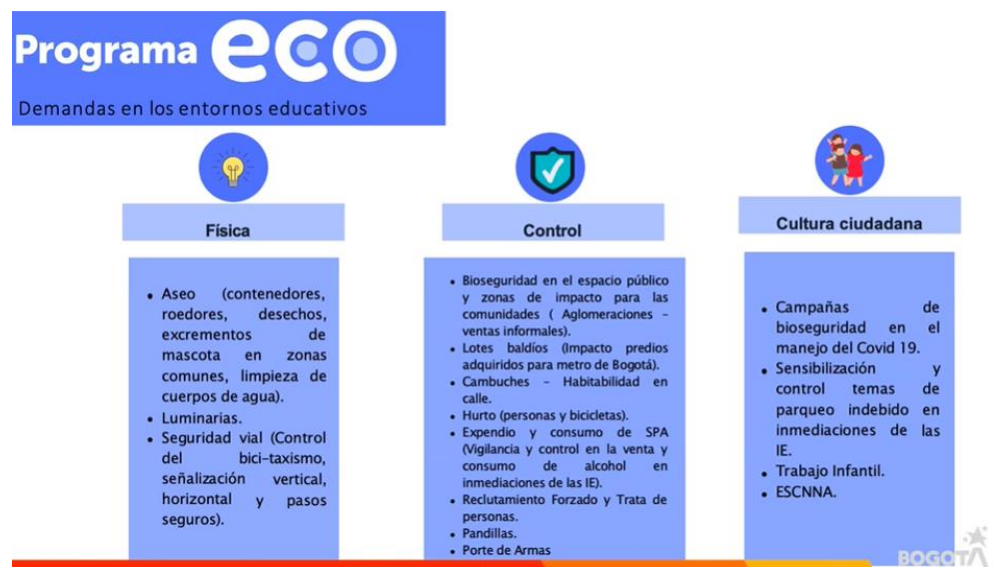 Programa eco
Demandas en los entornos educativos
Física
• Aseo (contenedores,
roedores, desechos,
excrementos de
mascota en zonas
comunes, limpieza de
cuerpos de agua).
• Luminarias.
• Seguridad vial (Control
del bici-taxismo,
señalización vertical,
horizontal y pasos
seguros).
Control
• Bioseguridad en el espacio público
y zonas de impacto para las
comunidades ( Aglomeraciones –
ventas informales).
• Lotes baldíos (Impacto predios
adquiridos para metro de Bogotá).
• Cambuches – Habitabilidad en
calle.
• Hurto (personas y bicicletas).
• Expendio y consumo de SPA
(Vigilancia y control en la venta y
consumo de alcohol en
inmediaciones de las IE).
• Reclutamiento Forzado y Trata de
personas.
• Pandillas.
• Porte de Armas
Cultura ciudadana
• Campañas de
bioseguridad en el
manejo del Covid 19.
• Sensibilización y
control temas de
parqueo indebido en
inmediaciones de las
IE.
• Trabajo Infantil.
• ESCNNA.
BOGOTÁ